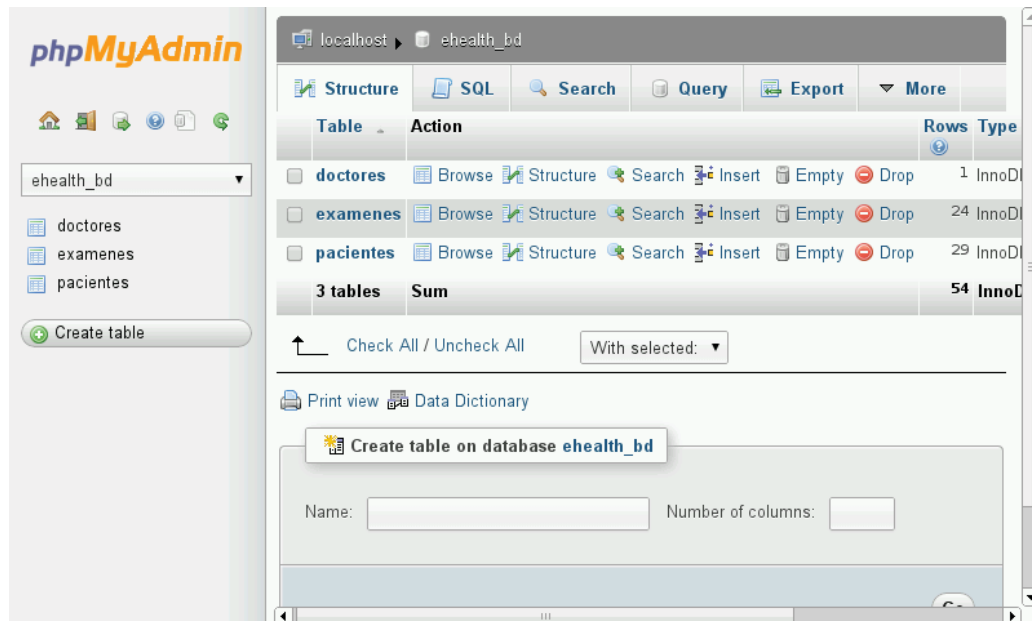 phpMyAdmin
ehealth_bd
doctores
examenes
pacientes
Create table
localhost ehealth_bd
Structure SQL Search Query Export More
Table Action Rows Type
doctores Browse Structure Search Insert Empty Drop 1
examenes Browse Structure Search Insert Empty Drop 24
pacientes Browse Structure Search Insert Empty Drop 29
3 tables Sum 54
Check All / Uncheck All With selected:
Print view Data Dictionary
Create table on database ehealth_bd
Name: Number of columns: